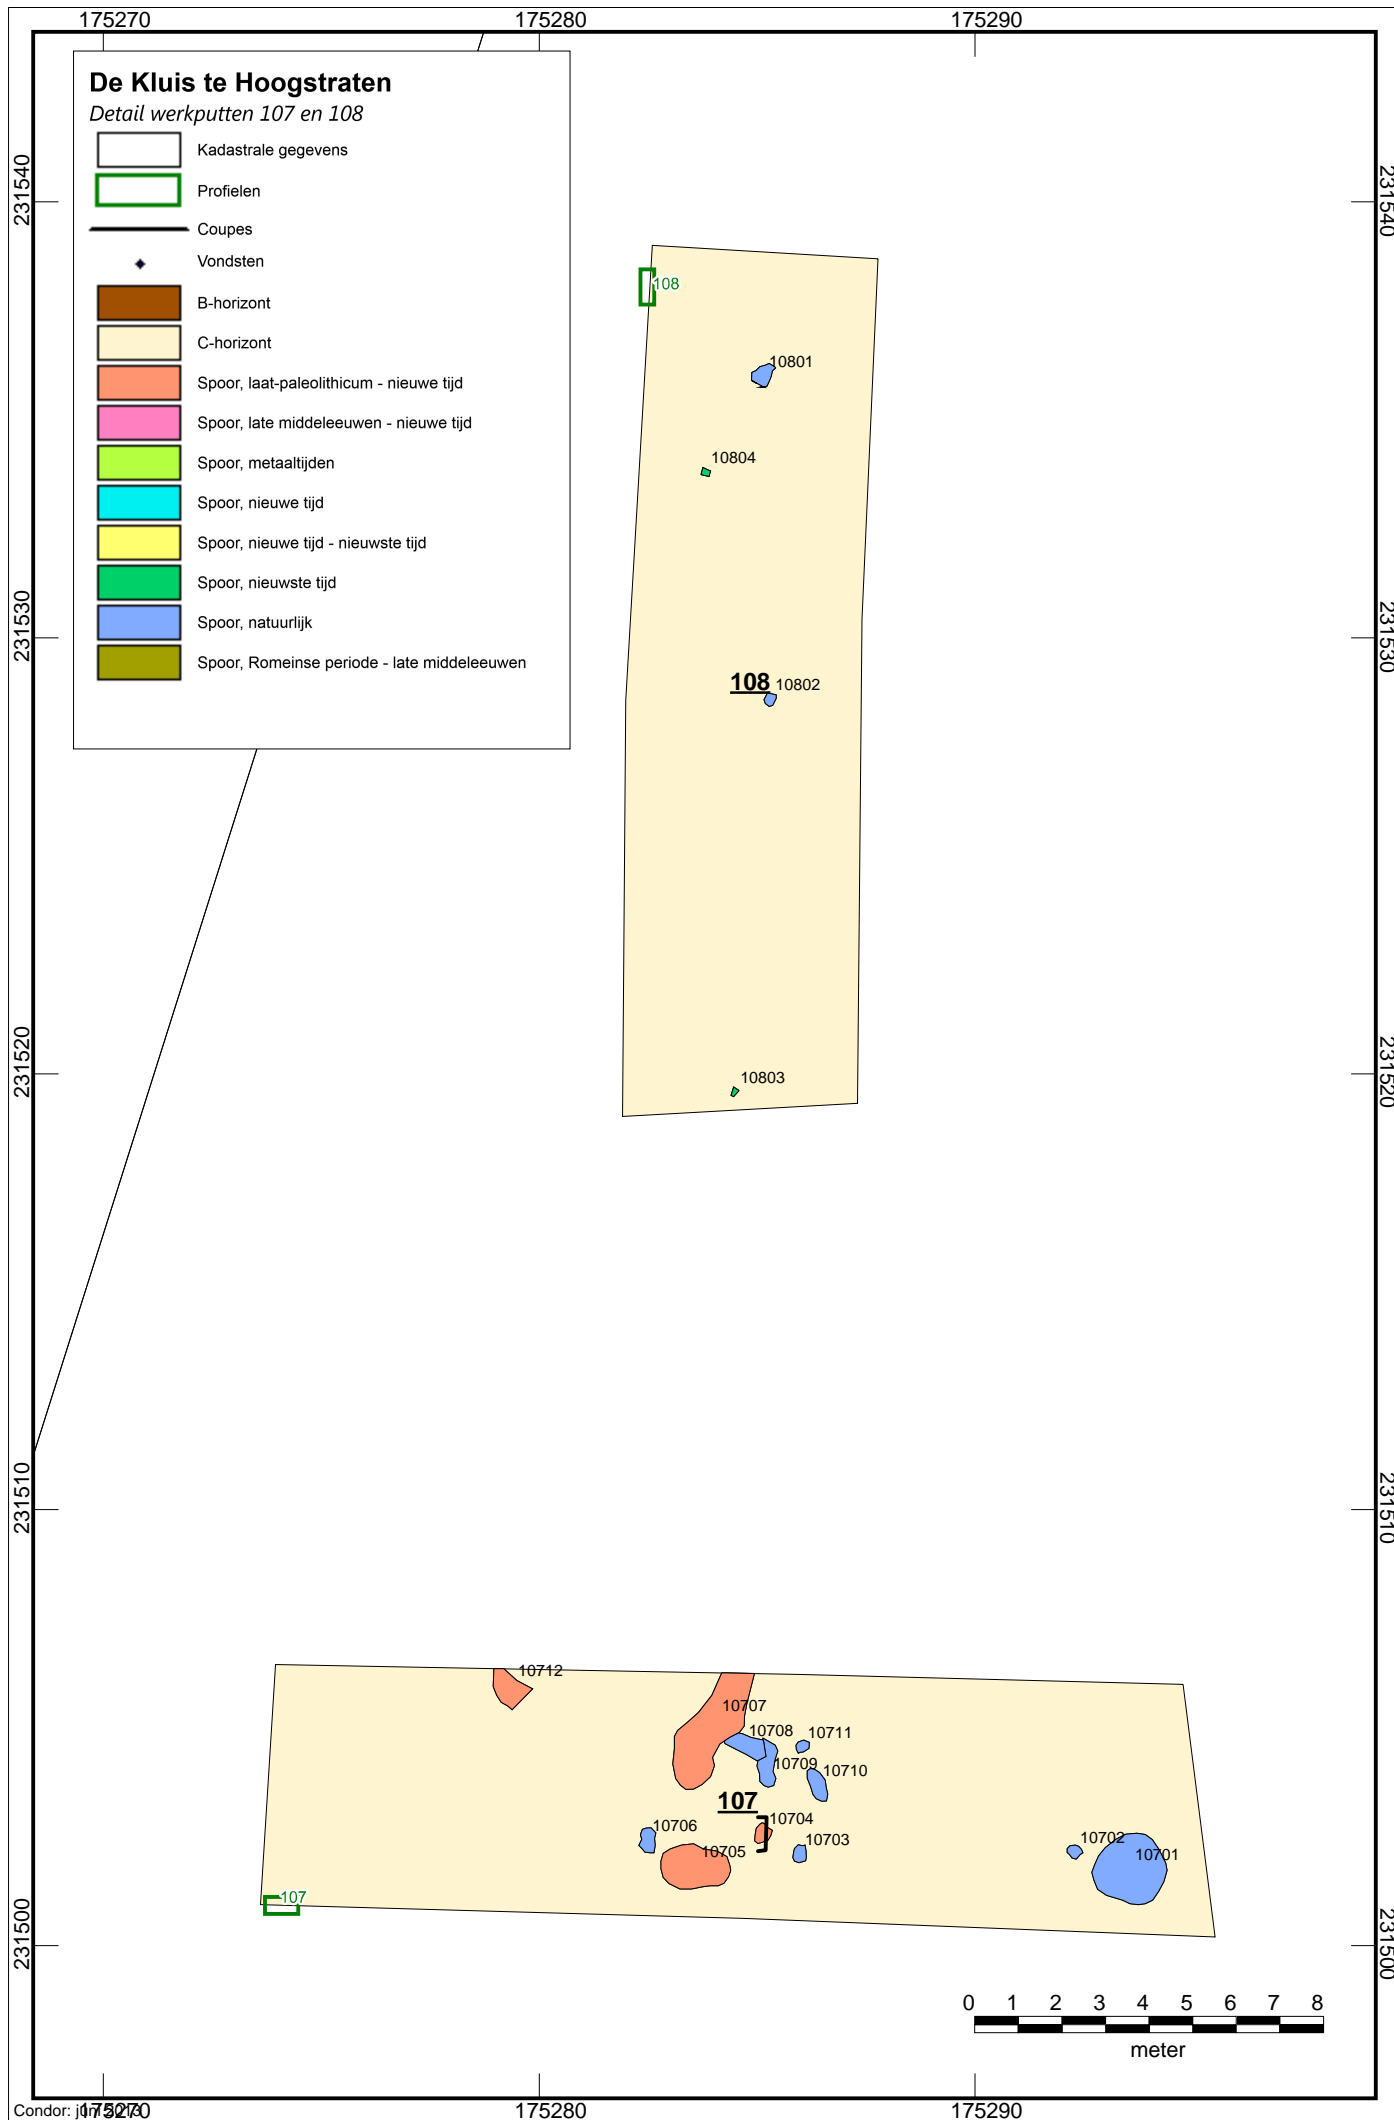 175270 175280 175290
De Kluis te Hoogstraten
Detail werkputten 107 en 108
Kadastrale gegevens
Profielen
Coupes
Vondsten
B-horizont
C-horizont
Spoor, laat-paleolithicum - nieuwe tijd
Spoor, late middeleeuwen - nieuwe tijd
Spoor, metaaltijden
Spoor, nieuwe tijd
Spoor, nieuwe tijd - nieuwste tijd
Spoor, nieuwste tijd
Spoor, natuurlijk
Spoor, Romeinse periode - late middeleeuwen
231540 231540
108
10801
10804
231530 231530
108 10802
231520 231520
10803
231510 231510
10712
10707
10708 10711
10709 10710
107
10704
10706 10703 10702
10705 10701
107
231500 231500
0 1 2 3 4 5 6 7 8
meter
Condor:
175270 175280 175290